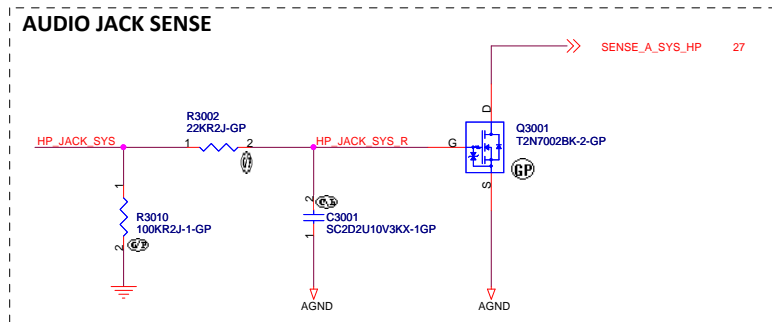 AUDIO JACK SENSE
SENSE_A_SYS_HP 27
R3002
22KR2J-GP
HP_JACK_SYS
1 2
HP_JACK_SYS_R
G
D
S
Q3001
T2N7002BK-2-GP
GP
1
2
R3010
100KR2J-1-GP
2
1
C3001
SC2D2U10V3KX-1GP
AGND
AGND